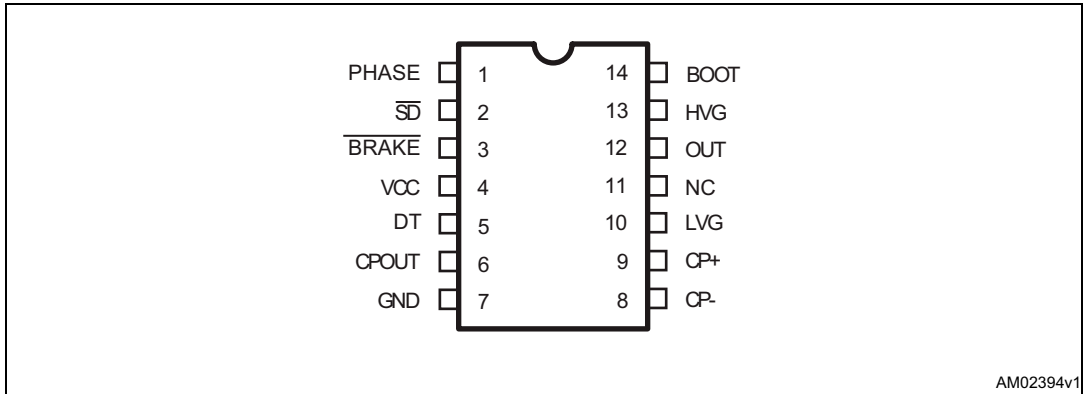 PHASE 1 14 BOOT
SD 2 13 HVG
BRAKE 3 12 OUT
VCC 4 11 NC
DT 5 10 LVG
CPOUT 6 9 CP+
GND 7 8 CP-
AM02394v1